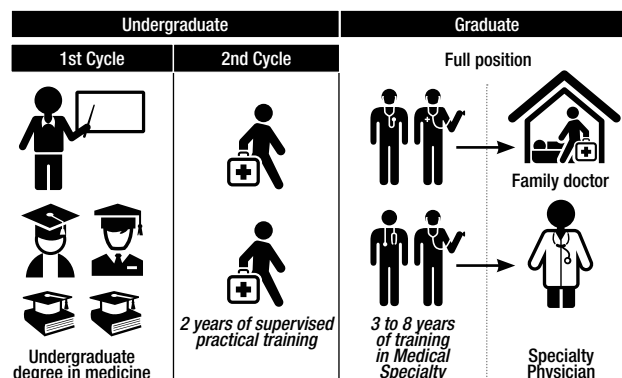 Undergraduate
Graduate
1st Cycle
2nd Cycle
Full position
Family doctor
2 years of supervised
practical training
3 to 8 years
of training
in Medical
Specialty
Undergraduate
degree in medicine
Specialty
Physician